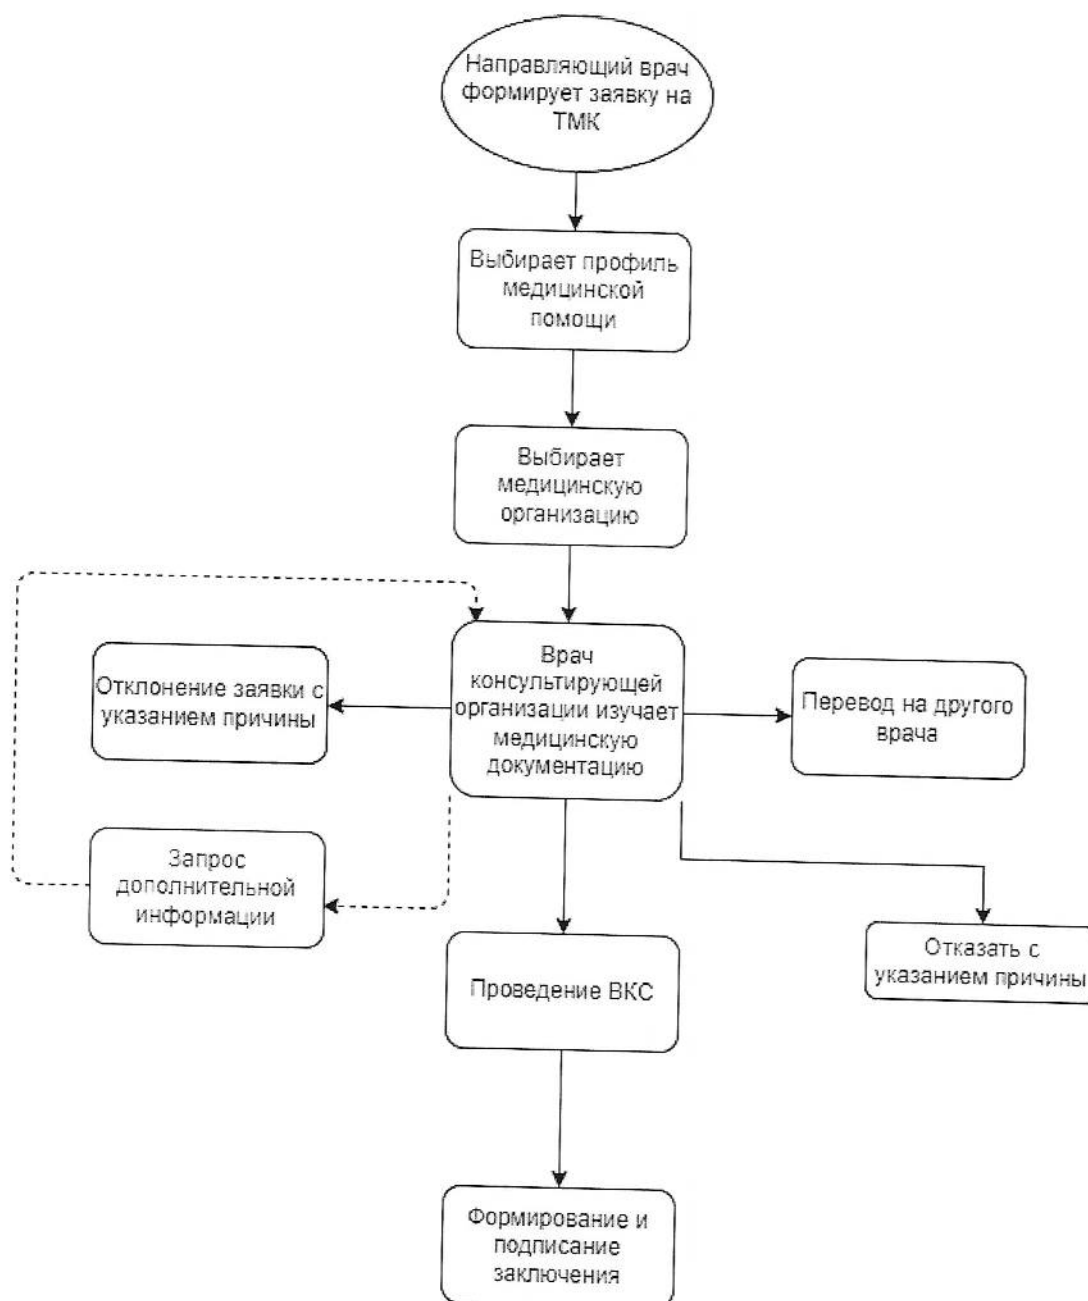 Направляющий врач
формирует заявку на
ТМК
Выбирает профиль
медицинской
помощи
Выбирает
медицинскую
организацию
Врач
консультирующей
организации изучает
медицинскую
документацию
Отклонение заявки с
указанием причины
Перевод на другого
врача
Запрос
дополнительной
информации
Отказать с
указанием причины
Проведение ВКС
Формирование и
подписание
заключения